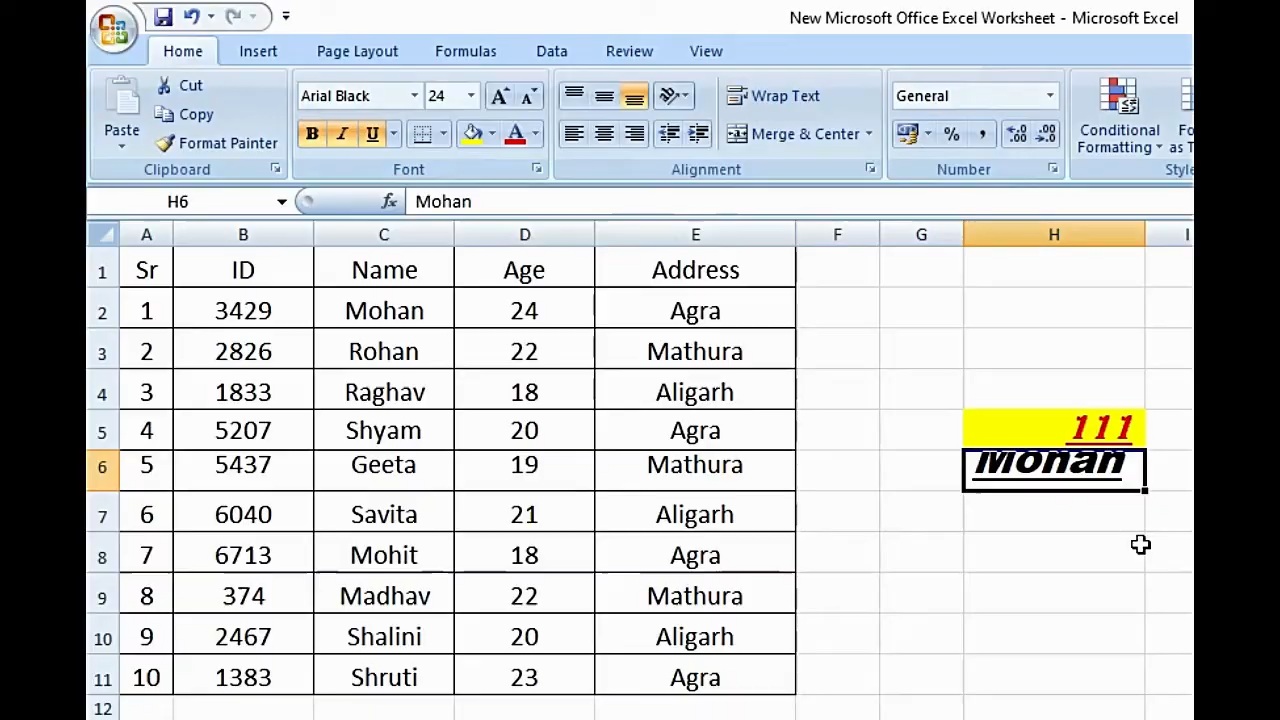 New Microsoft Office Excel Worksheet - Microsoft Excel
Home Insert Page Layout Formulas Data Review View
Paste
Cut
Copy
Format Painter
Clipboard
Arial Black 24
B I U
A
Font
Wrap Text
Merge & Center
Alignment
General
%
Number
Conditional
Formatting
Fo
as T
Style
H6 fx Mohan
A B C D E F G H I
1 Sr ID Name Age Address
2 1 3429 Mohan 24 Agra
3 2 2826 Rohan 22 Mathura
4 3 1833 Raghav 18 Aligarh
5 4 5207 Shyam 20 Agra 111
6 5 5437 Geeta 19 Mathura Mohan
7 6 6040 Savita 21 Aligarh
8 7 6713 Mohit 18 Agra
9 8 374 Madhav 22 Mathura
10 9 2467 Shalini 20 Aligarh
11 10 1383 Shruti 23 Agra
12